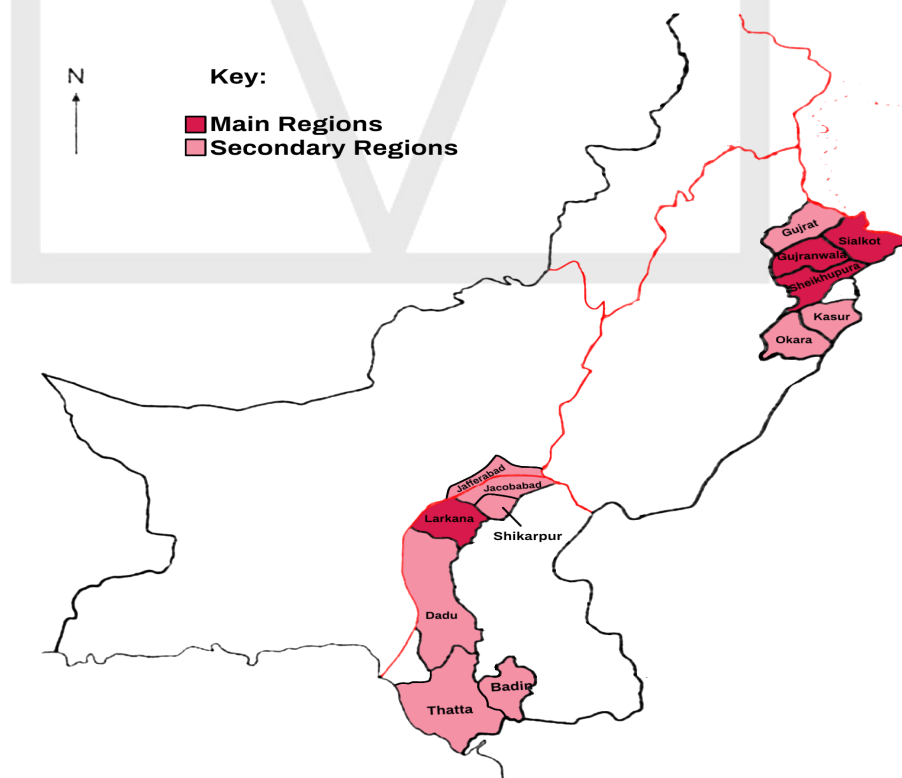 N
Key:
Main Regions
Secondary Regions
Gujrat
Sialkot
Gujranwala
Sheikhupura
Kasur
Okara
Jafferabad
Jacobabad
Larkana
Shikarpur
Dadu
Badin
Thatta